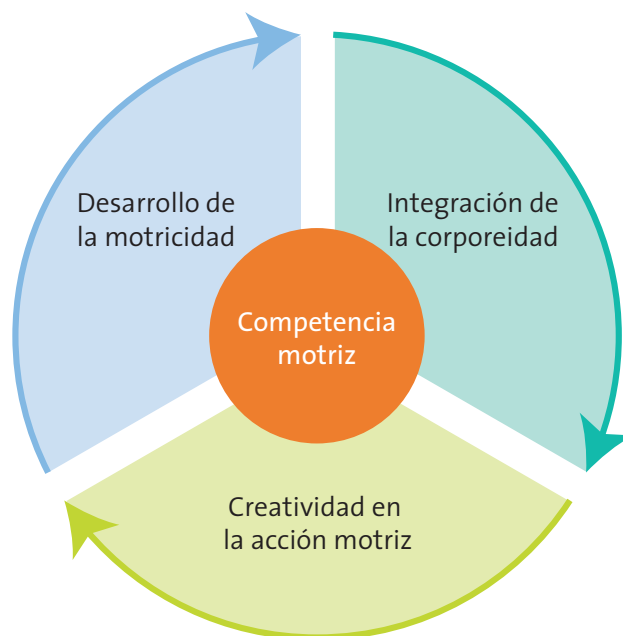 Desarrollo de
la motricidad
Integración de
la corporeidad
Competencia
motriz
Creatividad en
la acción motriz